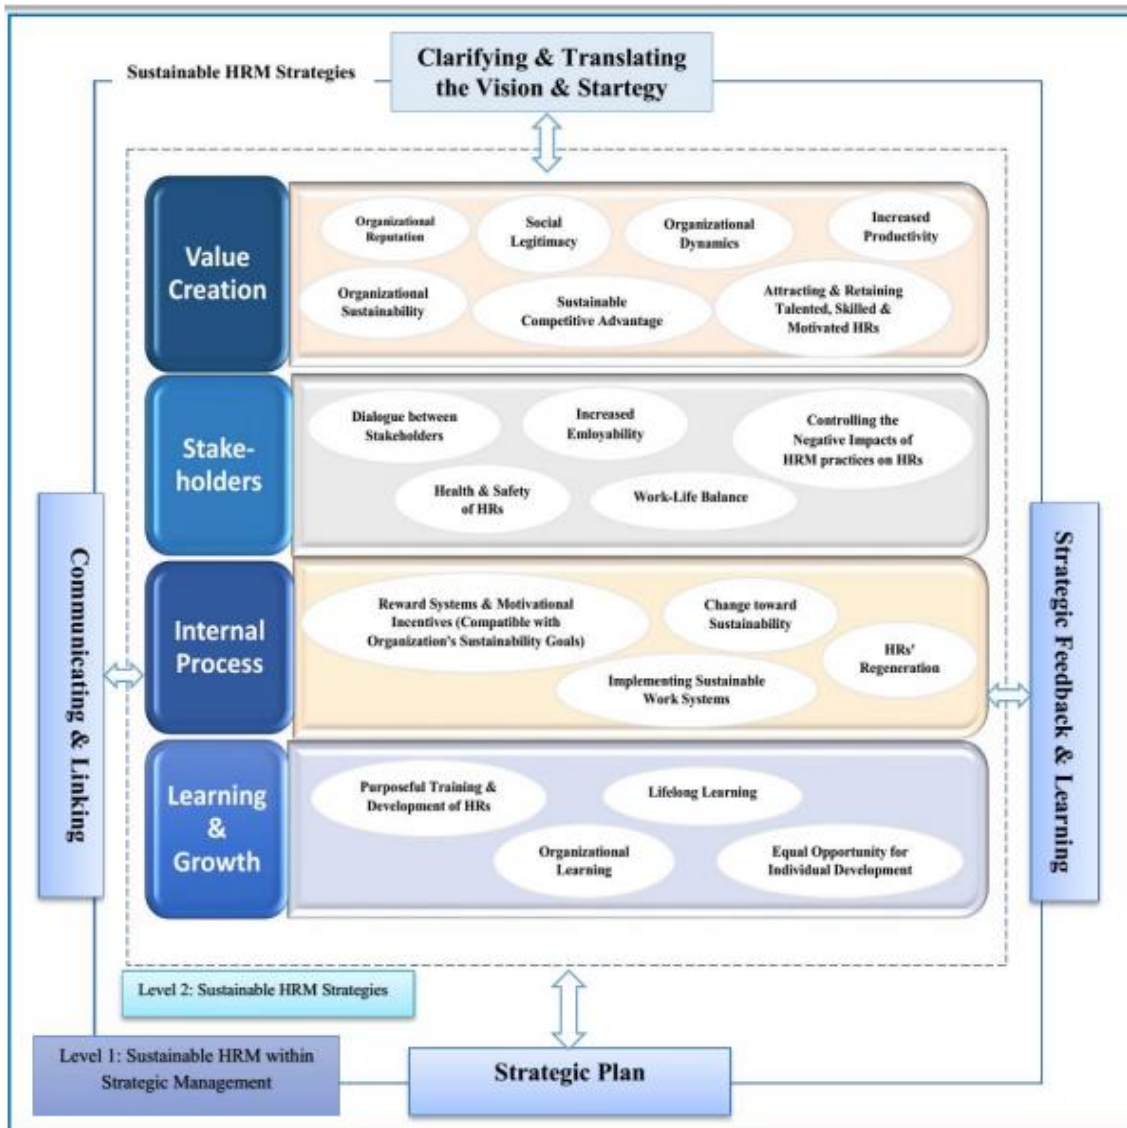 Sustainable HRM Strategies
Clarifying & Translating
the Vision & Startegy
Value
Creation
Organizational
Reputation
Social
Legitimacy
Organizational
Dynamics
Increased
Productivity
Organizational
Sustainability
Sustainable
Competitive Advantage
Attracting & Retaining
Talented, Skilled &
Motivated HRs
Stake-
holders
Dialogue between
Stakeholders
Increased
Emloyability
Controlling the
Negative Impacts of
HRM practices on HRs
Health & Safety
of HRs
Work-Life Balance
Internal
Process
Reward Systems & Motivational
Incentives (Compatible with
Organization's Sustainability Goals)
Change toward
Sustainability
HRs'
Regeneration
Implementing Sustainable
Work Systems
Learning
&
Growth
Purposeful Training &
Development of HRs
Lifelong Learning
Organizational
Learning
Equal Opportunity for
Individual Development
Communicating & Linking
Strategic Feedback & Learning
Level 2: Sustainable HRM Strategies
Level 1: Sustainable HRM within
Strategic Management
Strategic Plan